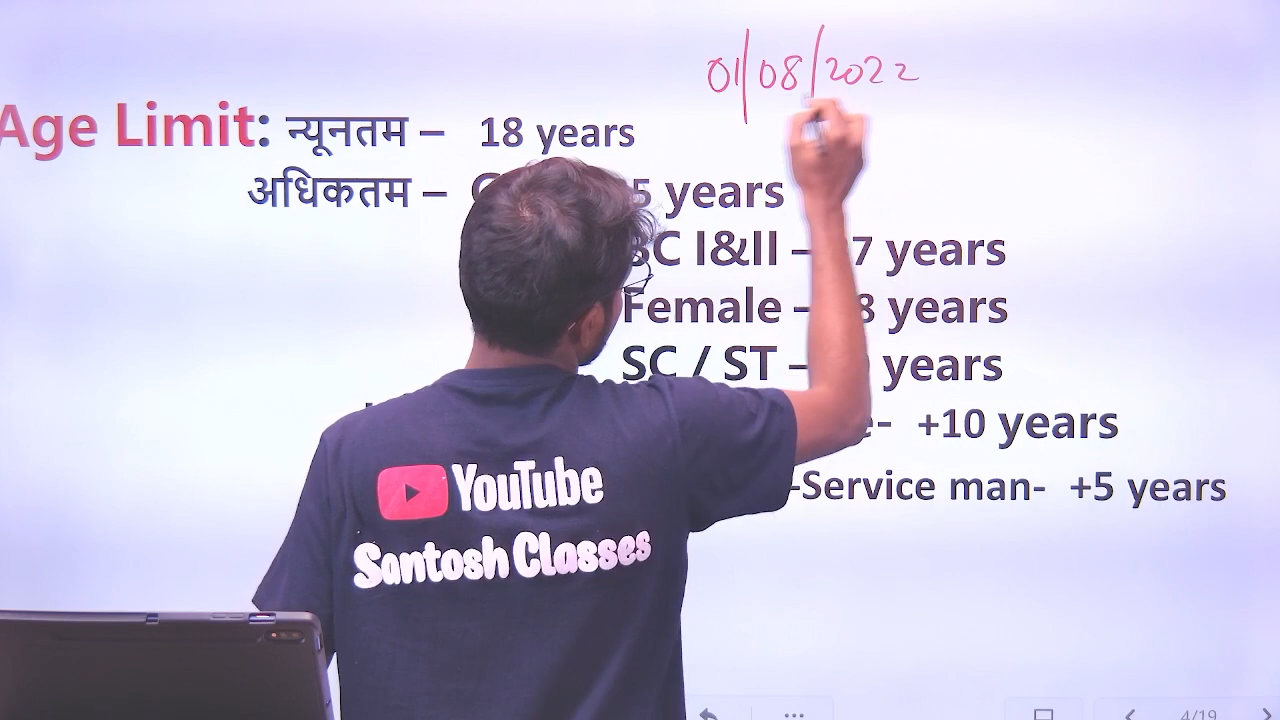 01/08/2022
Age Limit: न्यूनतम – 18 years
अधिकतम – 5 years
BC I&II – 7 years
Female – 8 years
SC / ST – years
- +10 years
-Service man- +5 years
YouTube
Santosh Classes
4/19